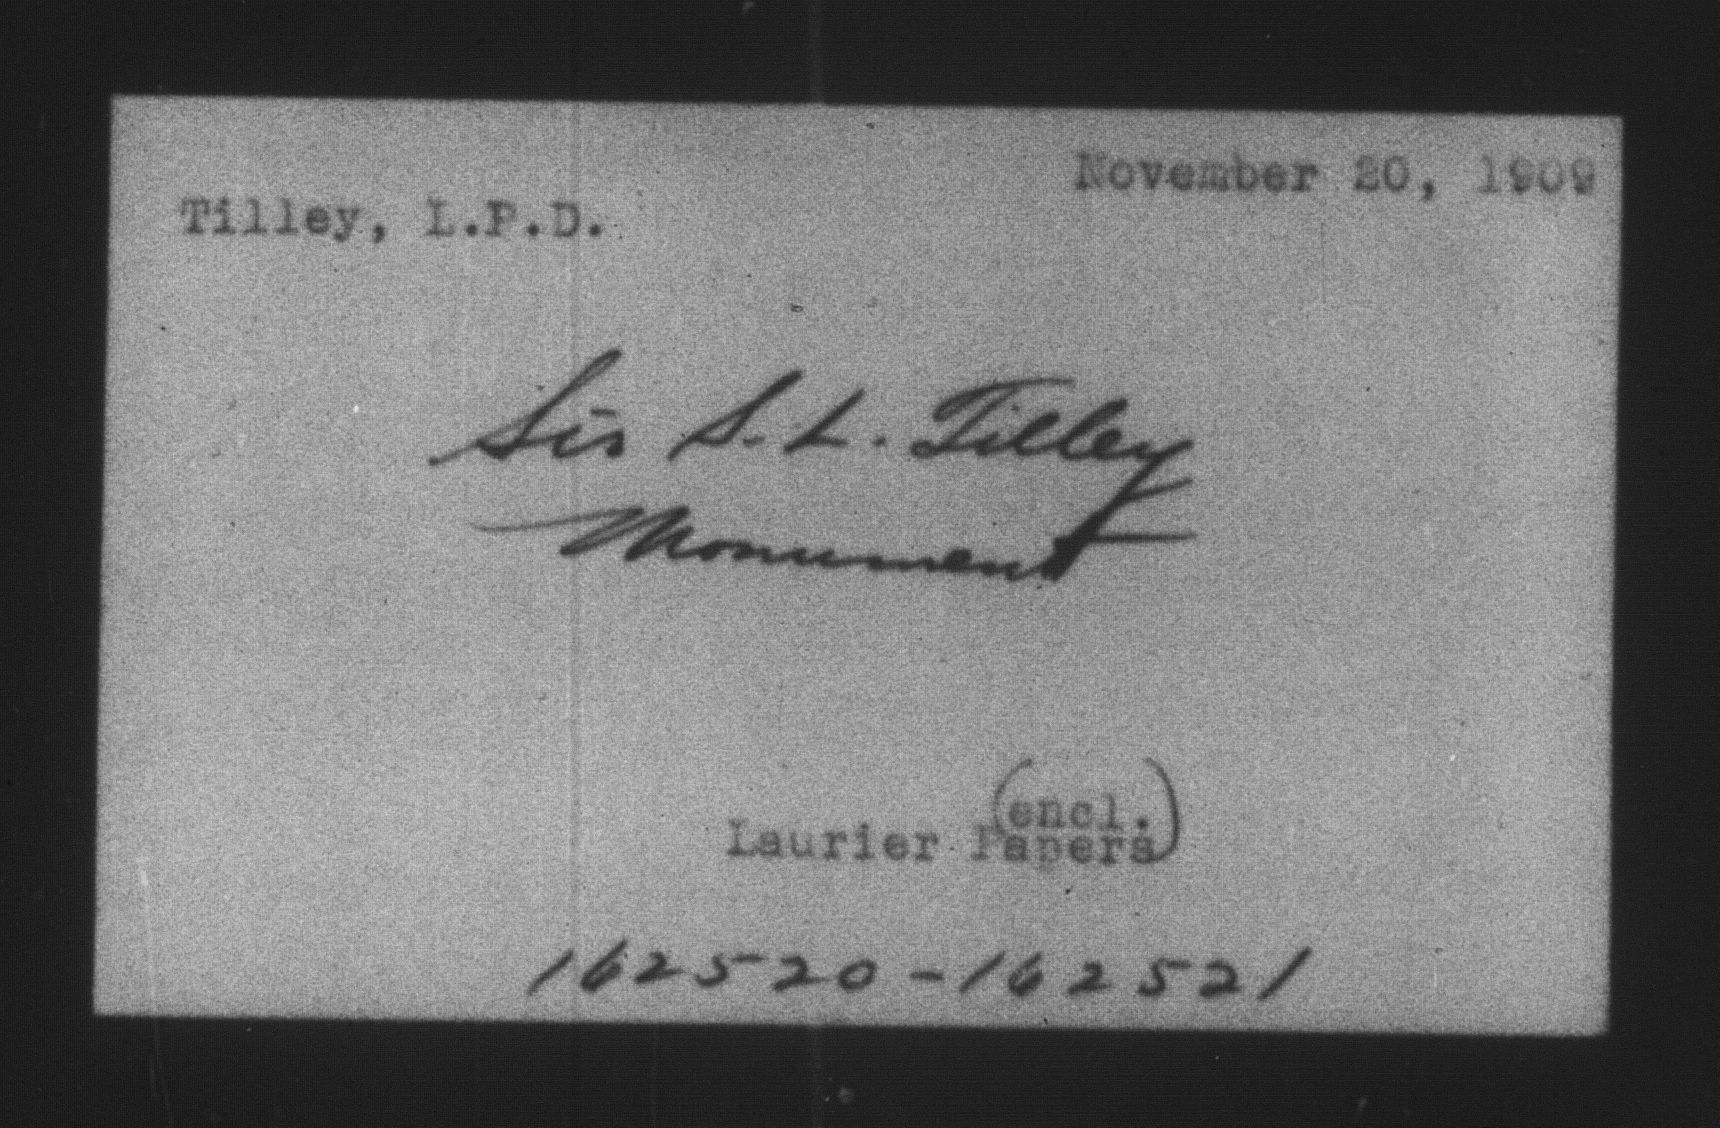 November 20, 1909
Tilley, L.P.D.
Sir S. L. Tilley
Monument
(encl.)
Laurier Papers
162520-162521